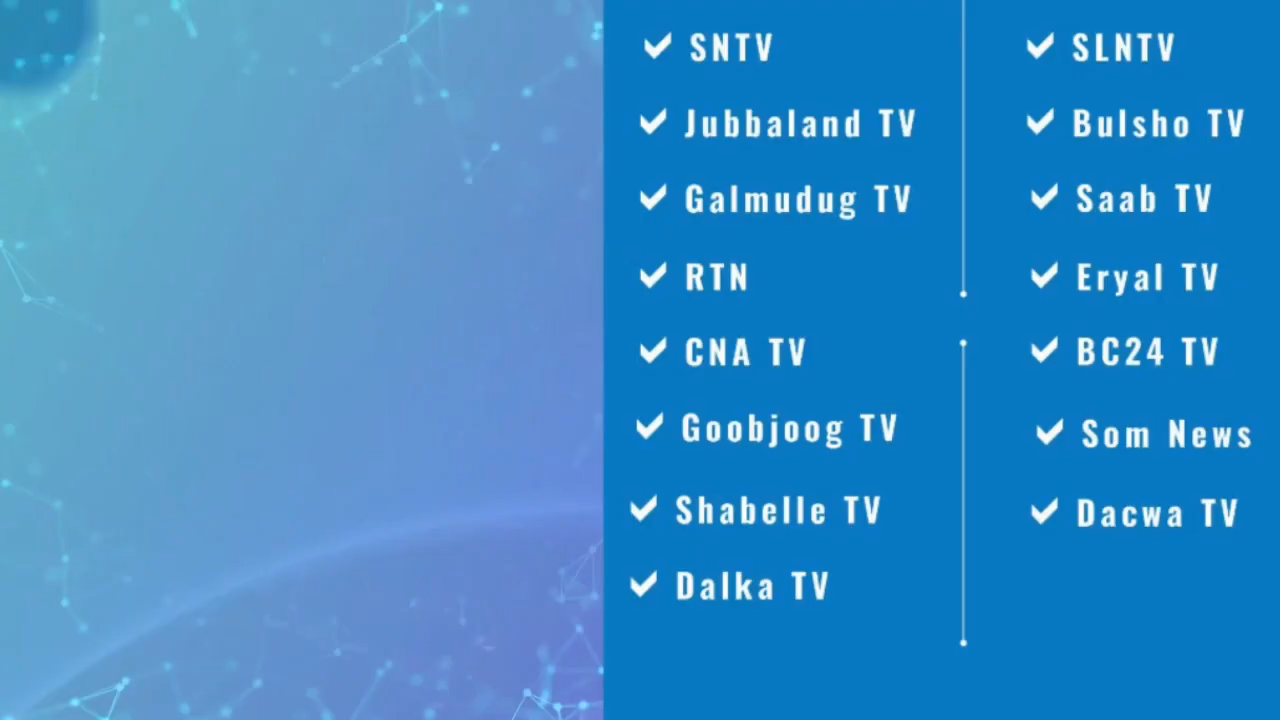 SNTV
Jubbaland TV
Galmudug TV
RTN
CNA TV
Goobjoog TV
Shabelle TV
Dalka TV
SLNTV
Bulsho TV
Saab TV
Eryal TV
BC24 TV
Som News
Dacwa TV